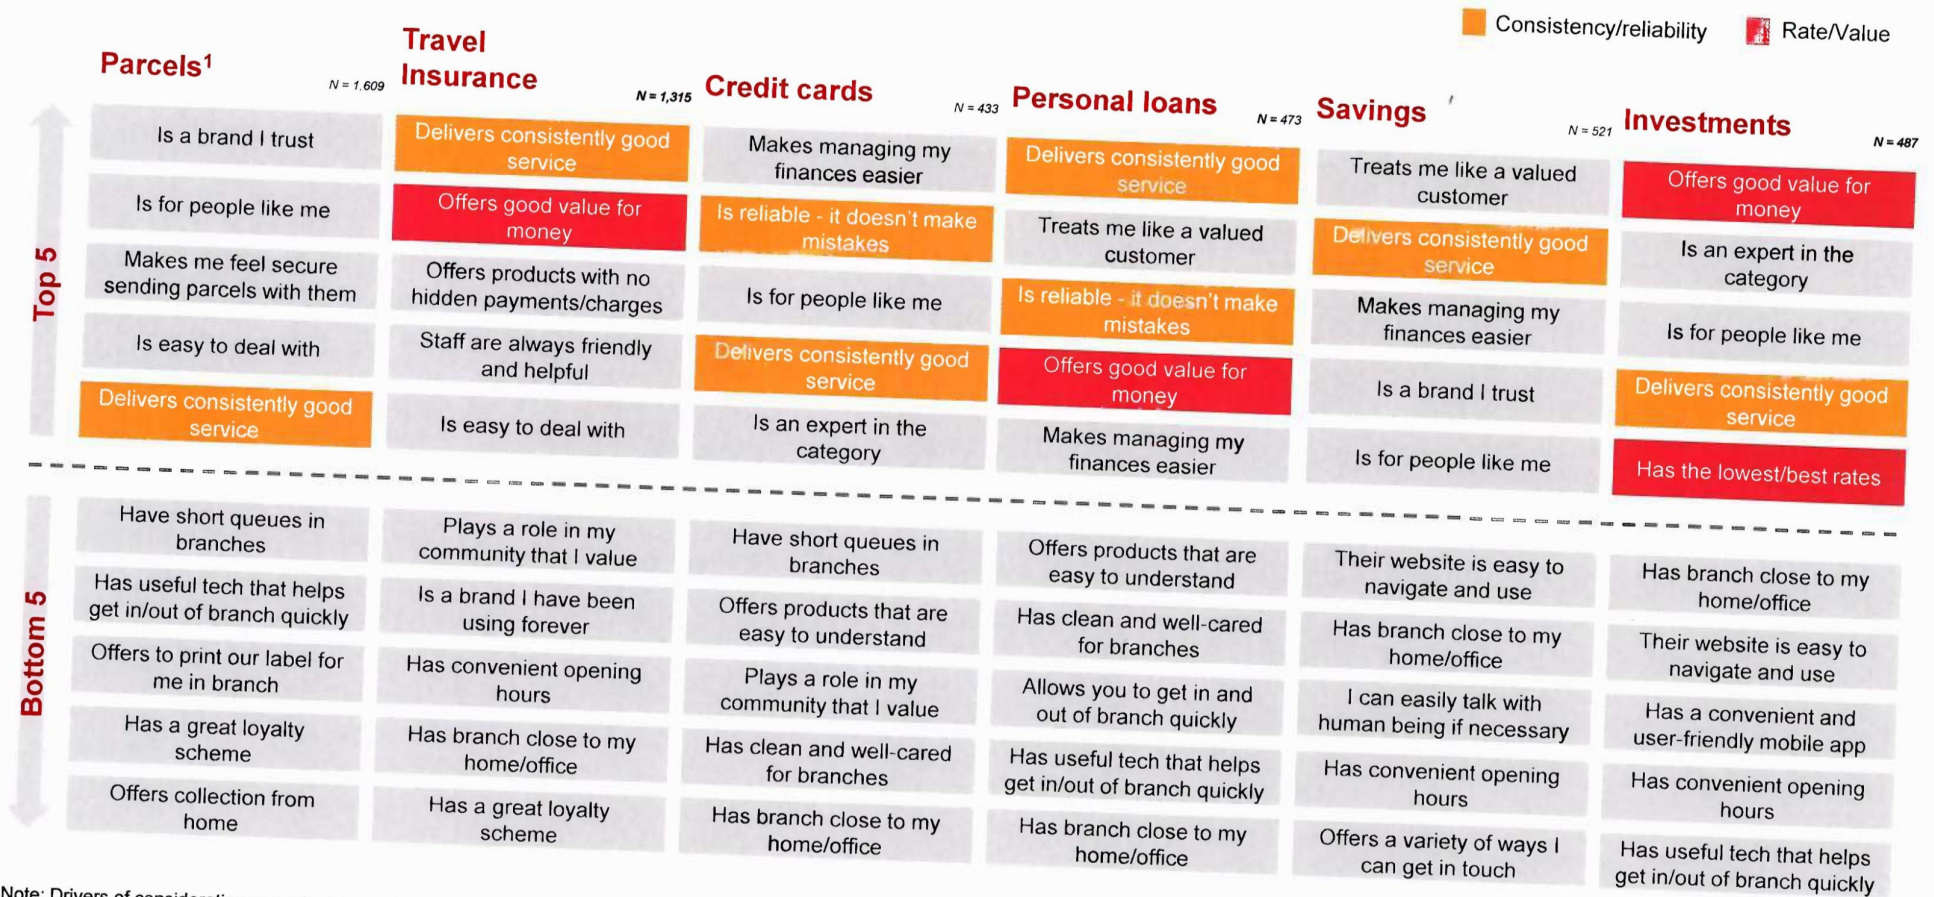 Consistency/reliability
Rate/Value
Parcels¹
N = 1.609
Travel
Insurance
N = 1,315
Credit cards
N = 433
Personal loans
N = 473
Savings
N = 521
Investments
N = 487
Top 5
Is a brand I trust
Is for people like me
Makes me feel secure
sending parcels with them
Is easy to deal with
Delivers consistently good
service
Delivers consistently good
service
Offers good value for
money
Offers products with no
hidden payments/charges
Staff are always friendly
and helpful
Is easy to deal with
Makes managing my
finances easier
Is reliable - it doesn't make
mistakes
Is for people like me
Delivers consistently good
service
Is an expert in the
category
Delivers consistently good
service
Treats me like a valued
customer
Is reliable - it doesn't make
mistakes
Offers good value for
money
Makes managing my
finances easier
Treats me like a valued
customer
Delivers consistently good
service
Makes managing my
finances easier
Is a brand I trust
Is for people like me
Offers good value for
money
Is an expert in the
category
Is for people like me
Delivers consistently good
service
Has the lowest/best rates
Bottom 5
Have short queues in
branches
Has useful tech that helps
get in/out of branch quickly
Offers to print our label for
me in branch
Has a great loyalty
scheme
Offers collection from
home
Plays a role in my
community that I value
Is a brand I have been
using forever
Has convenient opening
hours
Has branch close to my
home/office
Has a great loyalty
scheme
Have short queues in
branches
Offers products that are
easy to understand
Plays a role in my
community that I value
Has clean and well-cared
for branches
Has branch close to my
home/office
Offers products that are
easy to understand
Has clean and well-cared
for branches
Allows you to get in and
out of branch quickly
Has useful tech that helps
get in/out of branch quickly
Has branch close to my
home/office
Their website is easy to
navigate and use
Has branch close to my
home/office
I can easily talk with
human being if necessary
Has convenient opening
hours
Offers a variety of ways I
can get in touch
Has branch close to my
home/office
Their website is easy to
navigate and use
Has a convenient and
user-friendly mobile app
Has convenient opening
hours
Has useful tech that helps
get in/out of branch quickly
Note: Drivers of